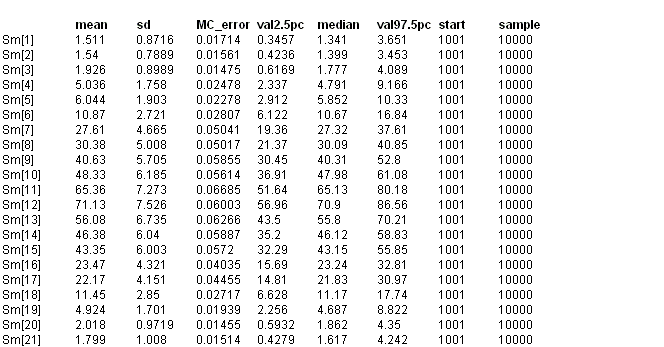 mean sd MC_error val2.5pc median val97.5pc start sample
Sm[1] 1.511 0.8716 0.01714 0.3457 1.341 3.651 1001 10000
Sm[2] 1.54 0.7889 0.01561 0.4236 1.399 3.453 1001 10000
Sm[3] 1.926 0.8989 0.01475 0.6169 1.777 4.089 1001 10000
Sm[4] 5.036 1.758 0.02478 2.337 4.791 9.166 1001 10000
Sm[5] 6.044 1.903 0.02278 2.912 5.852 10.33 1001 10000
Sm[6] 10.87 2.721 0.02807 6.122 10.67 16.84 1001 10000
Sm[7] 27.61 4.665 0.05041 19.36 27.32 37.61 1001 10000
Sm[8] 30.38 5.008 0.05017 21.37 30.09 40.85 1001 10000
Sm[9] 40.63 5.705 0.05855 30.45 40.31 52.8 1001 10000
Sm[10] 48.33 6.185 0.05614 36.91 47.98 61.08 1001 10000
Sm[11] 65.36 7.273 0.06685 51.64 65.13 80.18 1001 10000
Sm[12] 71.13 7.526 0.06003 56.96 70.9 86.56 1001 10000
Sm[13] 56.08 6.735 0.06266 43.5 55.8 70.21 1001 10000
Sm[14] 46.38 6.04 0.05887 35.2 46.12 58.83 1001 10000
Sm[15] 43.35 6.003 0.0572 32.29 43.15 55.85 1001 10000
Sm[16] 23.47 4.321 0.04035 15.69 23.24 32.81 1001 10000
Sm[17] 22.17 4.151 0.04455 14.81 21.83 30.97 1001 10000
Sm[18] 11.45 2.85 0.02717 6.628 11.17 17.74 1001 10000
Sm[19] 4.924 1.701 0.01939 2.256 4.687 8.822 1001 10000
Sm[20] 2.018 0.9719 0.01455 0.5932 1.862 4.35 1001 10000
Sm[21] 1.799 1.008 0.01514 0.4279 1.617 4.242 1001 10000